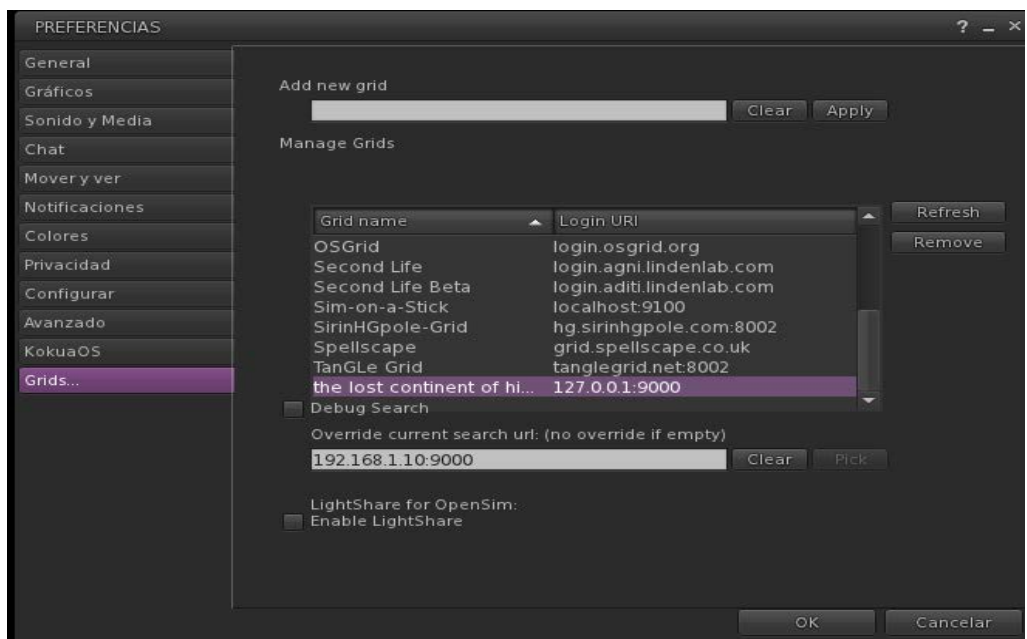 PREFERENCIAS ? _ ×
General
Gráficos
Sonido y Media
Chat
Mover y ver
Notificaciones
Colores
Privacidad
Configurar
Avanzado
KokuaOS
Grids...
Add new grid
Clear Apply
Manage Grids
Grid name Login URI
OSGrid login.osgrid.org
Second Life login.agni.lindenlab.com
Second Life Beta login.aditi.lindenlab.com
Sim-on-a-Stick localhost:9100
SirinHGpole-Grid hg.sirinhgpole.com:8002
Spellscape grid.spellscape.co.uk
TanGLe Grid tanglegrid.net:8002
the lost continent of hi... 127.0.0.1:9000
Refresh
Remove
Debug Search
Override current search url: (no override if empty)
192.168.1.10:9000 Clear Pick
LightShare for OpenSim:
Enable LightShare
OK Cancelar